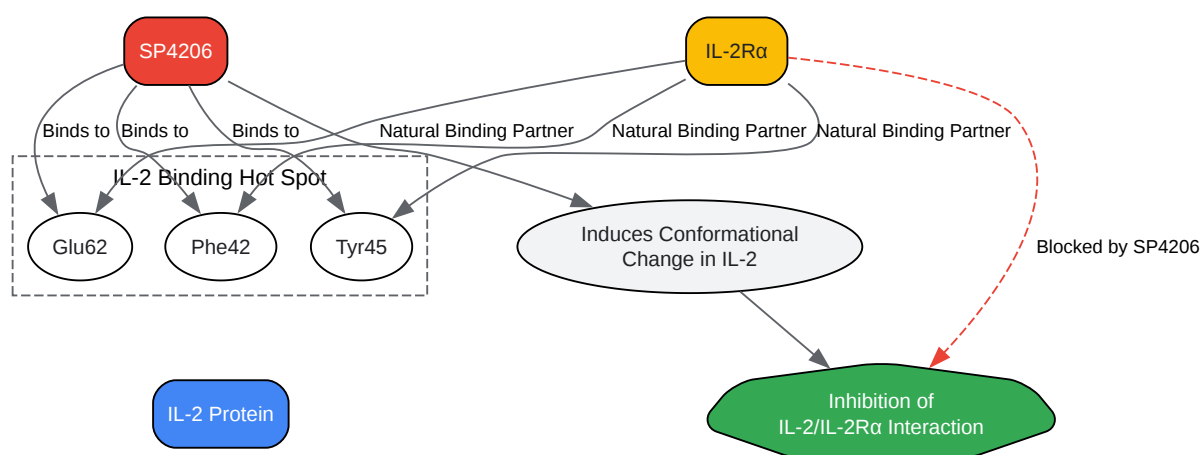 SP4206
IL-2Rα
Binds to
Binds to
Binds to
Natural Binding Partner
Natural Binding Partner
Natural Binding Partner
IL-2 Binding Hot Spot
Glu62
Phe42
Tyr45
Induces Conformational
Change in IL-2
Blocked by SP4206
IL-2 Protein
Inhibition of
IL-2/IL-2Rα Interaction